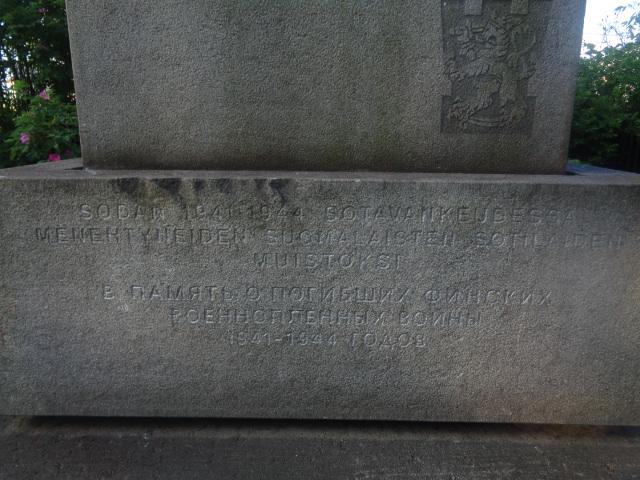 SODAN 1941-1944 SOTAVANKEUDESSA
MENEHTYNEIDEN SUOMALAISTEN SOTILAIDEN
MUISTOKSI
В ПАМЯТЬ О ПОГИБШИХ ФИНСКИХ
ВОЕННОПЛЕННЫХ ВОЙНЫ
1941-1944 ГОДОВ